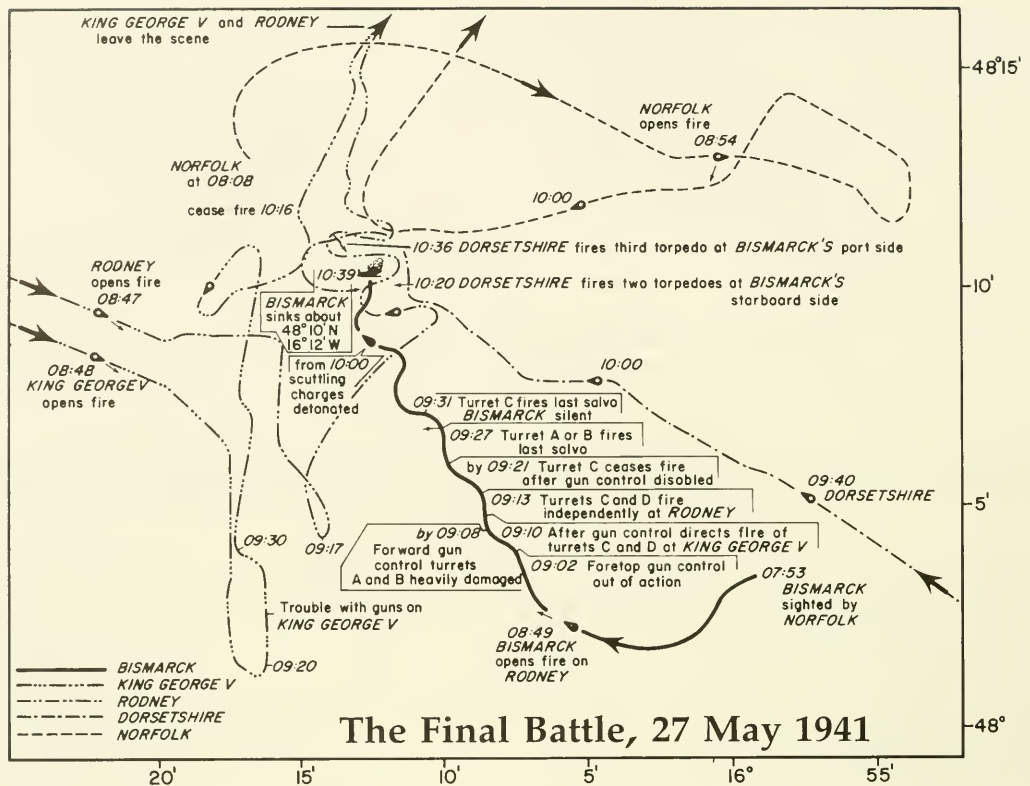 KING GEORGE V and RODNEY
leave the scene
48°15'
NORFOLK
opens fire
08:54
NORFOLK
at 08:08
cease fire 10:16
10:00
10:36 DORSETSHIRE fires third torpedo at BISMARCK'S port side
RODNEY
opens fire
08:47
10:39
10:20 DORSETSHIRE fires two torpedoes at BISMARCK'S
starboard side
10'
BISMARCK
sinks about
48°10'N
16°12'W
08:48
KING GEORGE V
opens fire
from 10:00
scuttling
charges
detonated
10:00
09:31 Turret C fires last salvo
BISMARCK silent
09:27 Turret A or B fires
last salvo
by 09:21 Turret C ceases fire
after gun control disabled
09:40
DORSETSHIRE
09:13 Turrets C and D fire
independently at RODNEY
5'
by 09:08
Forward gun
control turrets
A and B heavily damaged
09:10 After gun control directs fire of
turrets C and D at KING GEORGE V
09:02 Foretop gun control
out of action
09:17
09:30
07:53
BISMARCK
sighted by
NORFOLK
Trouble with guns on
KING GEORGE V
09:20
08:49
BISMARCK
opens fire on
RODNEY
BISMARCK
KING GEORGE V
RODNEY
DORSETSHIRE
NORFOLK
The Final Battle, 27 May 1941
48°
20'
15'
10'
5'
16°
55'